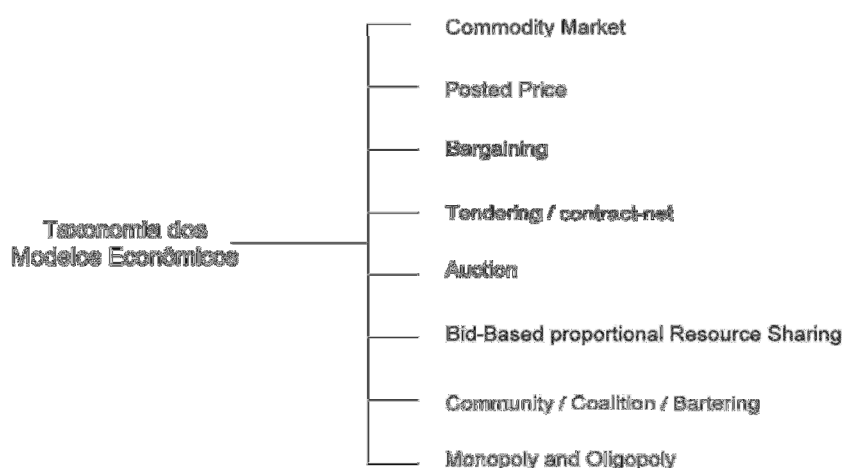 Commodity Market
Posted Price
Bargaining
Tendering / contract-net
Taxonomia dos
Modelos Econômicos
Auction
Bid-Based proportional Resource Sharing
Community / Coalition / Bartering
Monopoly and Oligopoly